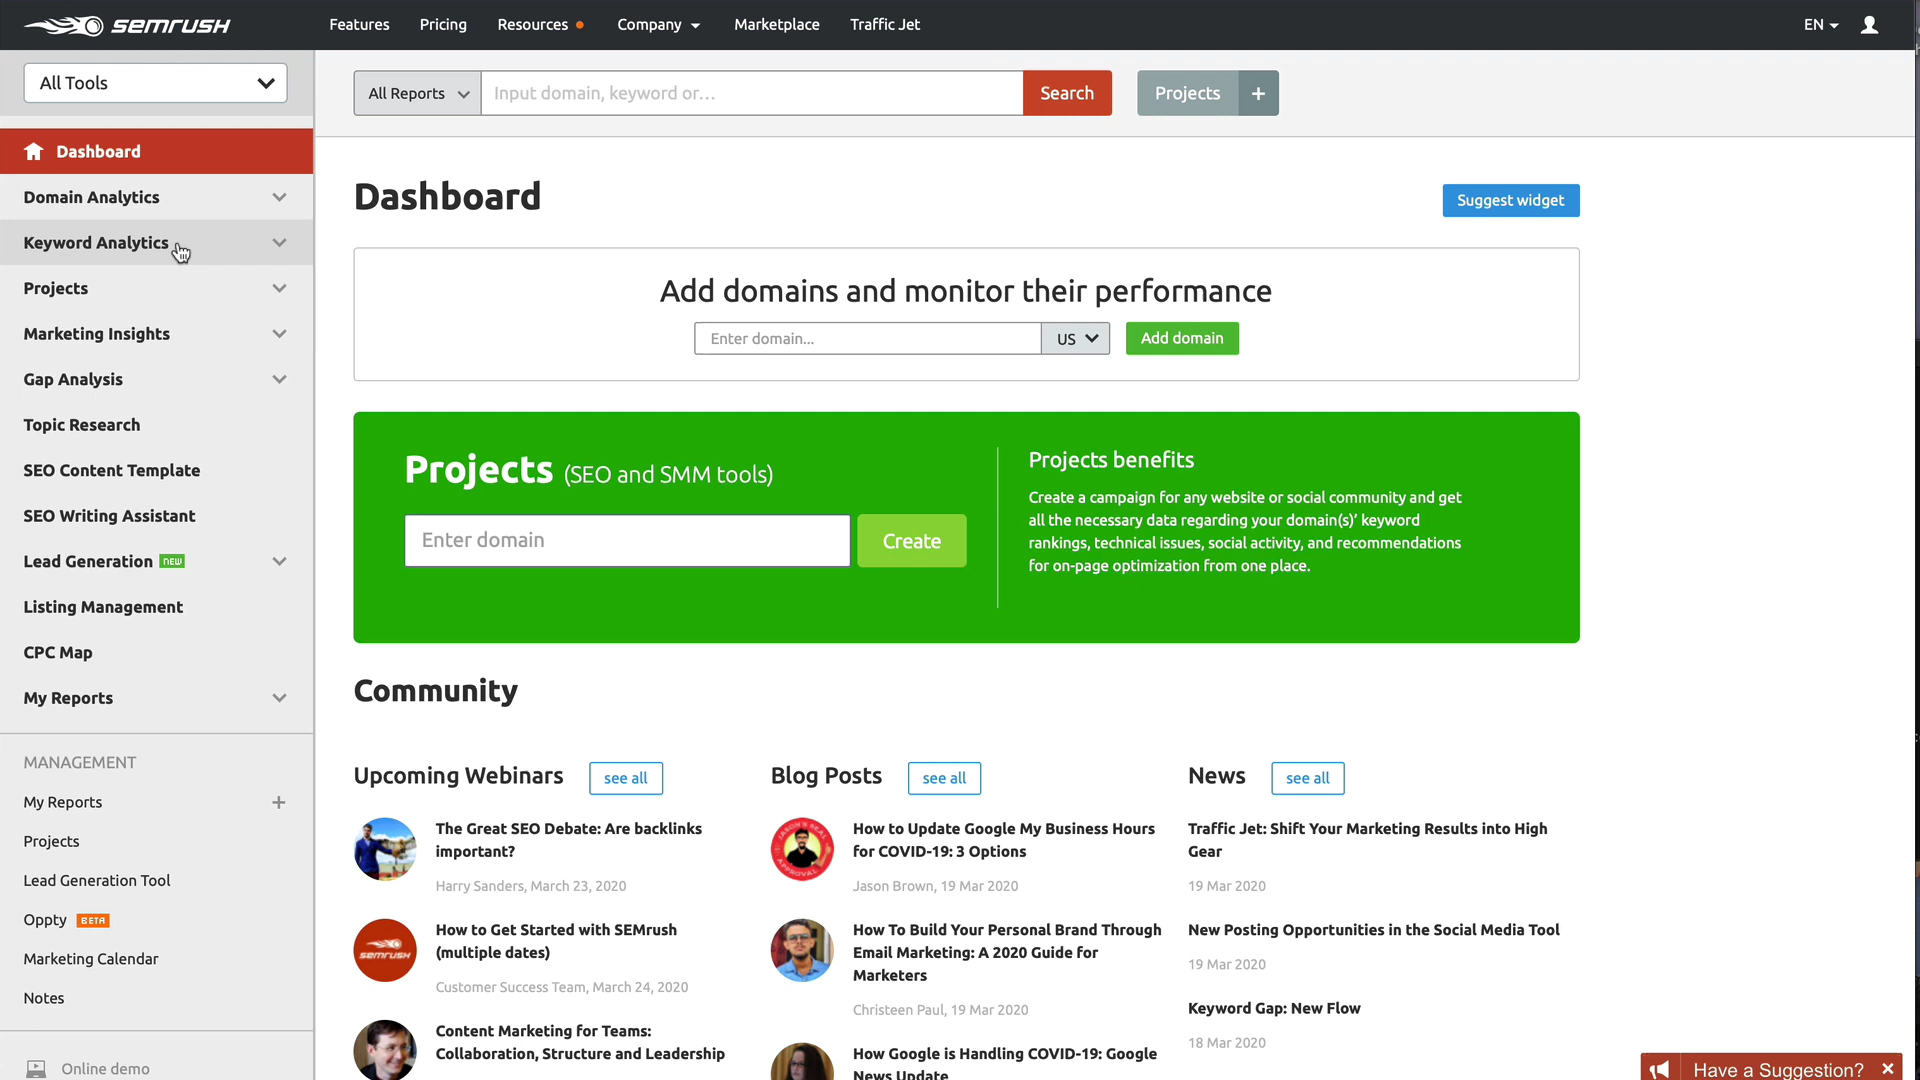 semrush
Features
Pricing
Resources
Company
Marketplace
Traffic Jet
EN
All Tools
All Reports
Input domain, keyword or...
Search
Projects
+
Dashboard
Domain Analytics
Keyword Analytics
Projects
Marketing Insights
Gap Analysis
Topic Research
SEO Content Template
SEO Writing Assistant
Lead Generation new
Listing Management
CPC Map
My Reports
MANAGEMENT
My Reports +
Projects
Lead Generation Tool
Oppty BETA
Marketing Calendar
Notes
Online demo
Dashboard
Suggest widget
Add domains and monitor their performance
Enter domain...
US
Add domain
Projects (SEO and SMM tools)
Enter domain
Create
Projects benefits
Create a campaign for any website or social community and get
all the necessary data regarding your domain(s)' keyword
rankings, technical issues, social activity, and recommendations
for on-page optimization from one place.
Community
Upcoming Webinars
see all
The Great SEO Debate: Are backlinks
important?
Harry Sanders, March 23, 2020
semrush
How to Get Started with SEMrush
(multiple dates)
Customer Success Team, March 24, 2020
Content Marketing for Teams:
Collaboration, Structure and Leadership
Blog Posts
see all
How to Update Google My Business Hours
for COVID-19: 3 Options
Jason Brown, 19 Mar 2020
How To Build Your Personal Brand Through
Email Marketing: A 2020 Guide for
Marketers
Christeen Paul, 19 Mar 2020
How Google is Handling COVID-19: Google
News Update
News
see all
Traffic Jet: Shift Your Marketing Results into High
Gear
19 Mar 2020
New Posting Opportunities in the Social Media Tool
19 Mar 2020
Keyword Gap: New Flow
18 Mar 2020
Have a Suggestion?